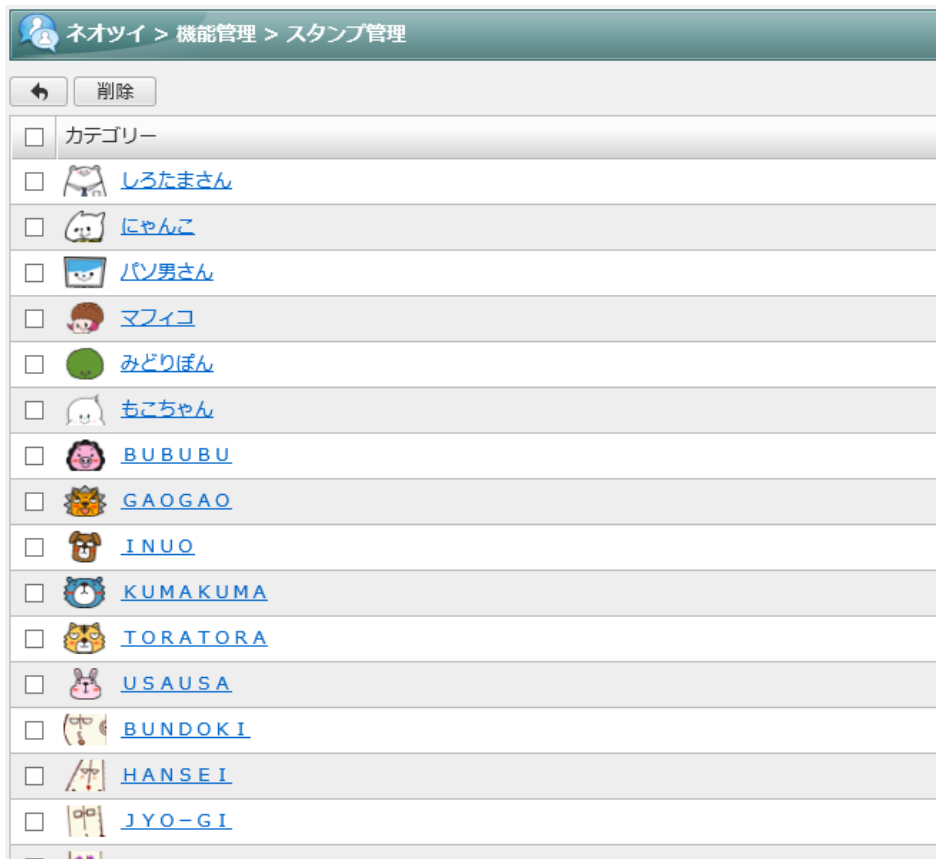 ネオツイ > 機能管理 > スタンプ管理
削除
カテゴリー
しろたまさん
にゃんこ
パソ男さん
マフィコ
みどりぽん
もこちゃん
ＢＵＢＵＢＵ
ＧＡＯＧＡＯ
ＩＮＵＯ
ＫＵＭＡＫＵＭＡ
ＴＯＲＡＴＯＲＡ
ＵＳＡＵＳＡ
ＢＵＮＤＯＫＩ
ＨＡＮＳＥＩ
ＪＹＯ－ＧＩ